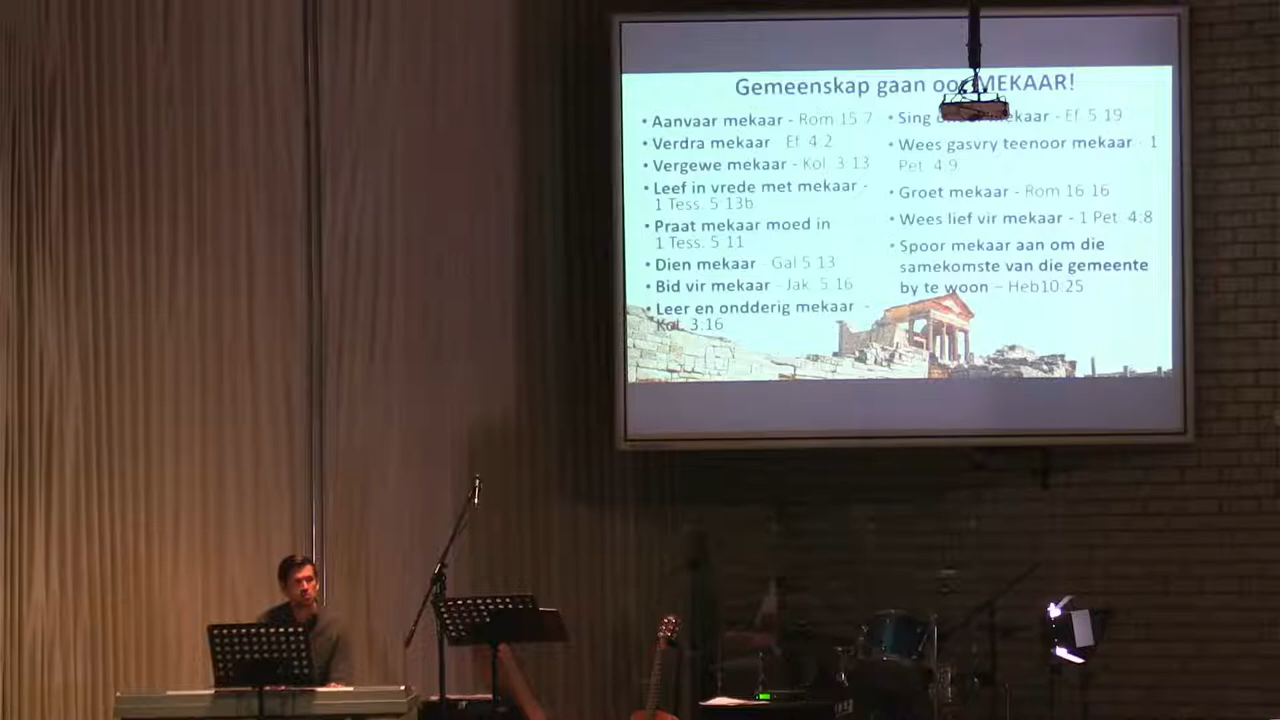 Gemeenskap gaan MEKAAR!
• Aanvaar mekaar - Rom 15 7
• Verdra mekaar Ef 4:2
• Vergewe mekaar - Kol 3 13
• Leef in vrede met mekaar -
1 Tess. 5 13b
• Praat mekaar moed in
1 Tess. 5 11
• Dien mekaar - Gal 5 13
• Bid vir mekaar - Jak. 5 16
• Leer en ondderig mekaar -
Kol. 3:16
• Sing mekaar - Ef 5 19
• Wees gasvry teenoor mekaar - 1
Pet. 4:9
• Groet mekaar - Rom 16 16
• Wees lief vir mekaar - 1 Pet 4:8
• Spoor mekaar aan om die
samekomste van die gemeente
by te woon – Heb10:25